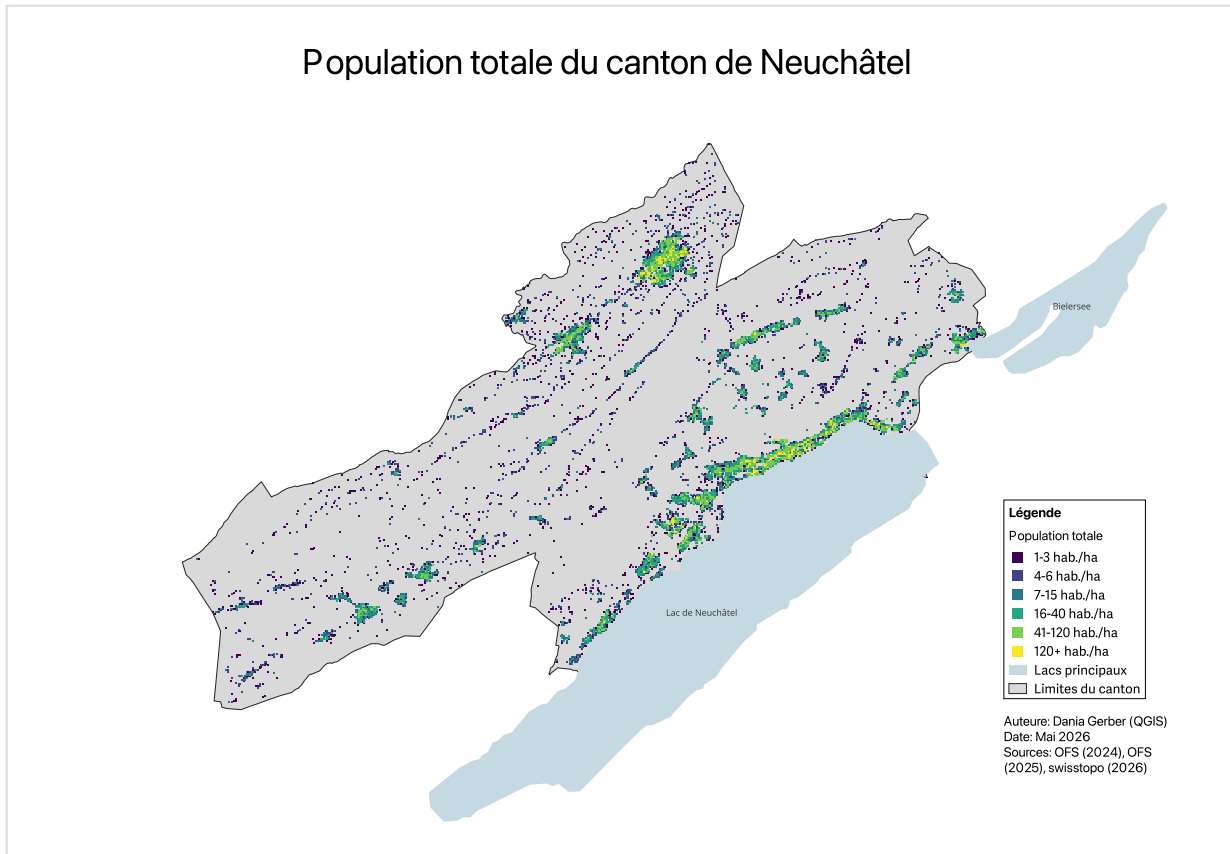 Population totale du canton de Neuchâtel
Bielersee
Lac de Neuchâtel
Légende
Population totale
1-3 hab./ha
4-6 hab./ha
7-15 hab./ha
16-40 hab./ha
41-120 hab./ha
120+ hab./ha
Lacs principaux
Limites du canton
Auteure: Dania Gerber (QGIS)
Date: Mai 2026
Sources: OFS (2024), OFS
(2025), swisstopo (2026)